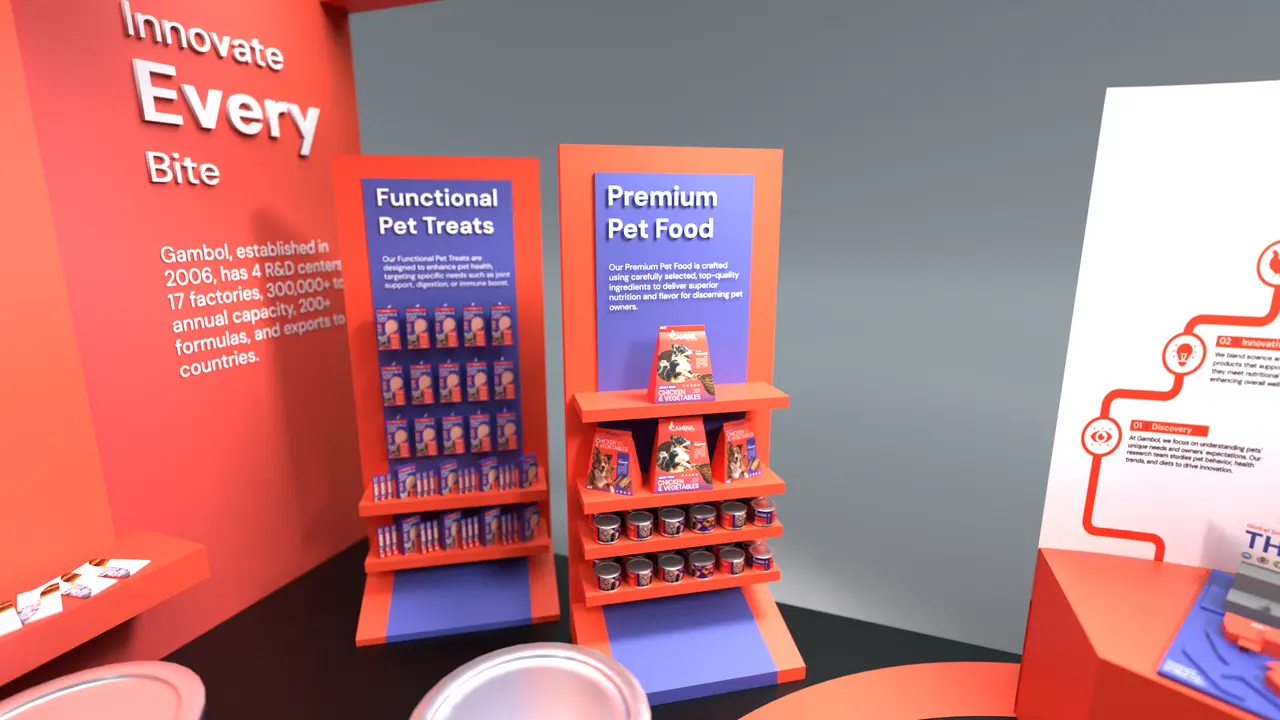 Innovate
Every
Bite
Gambol, established in
2006, has 4 R&D centers
17 factories, 300,000+ to
annual capacity, 200+
formulas, and exports to
countries.
Functional
Pet Treats
Our Functional Pet Treats are
designed to enhance pet health,
targeting specific needs such as joint
support, digestion, or immune boost.
Premium
Pet Food
Our Premium Pet Food is crafted
using carefully selected, top-quality
ingredients to deliver superior
nutrition and flavor for discerning pet
owners.
CHICKEN
& VEGETABLES
CHICKEN
& VEGETABLES
02 Innovati
We blend science a
products that suppo
they meet nutritional
enhancing overall wel
01 Discovery
At Gambol, we focus on understanding pets'
unique needs and owners' expectations. Our
research team studies pet behavior, health
trends, and diets to drive innovation.
TH